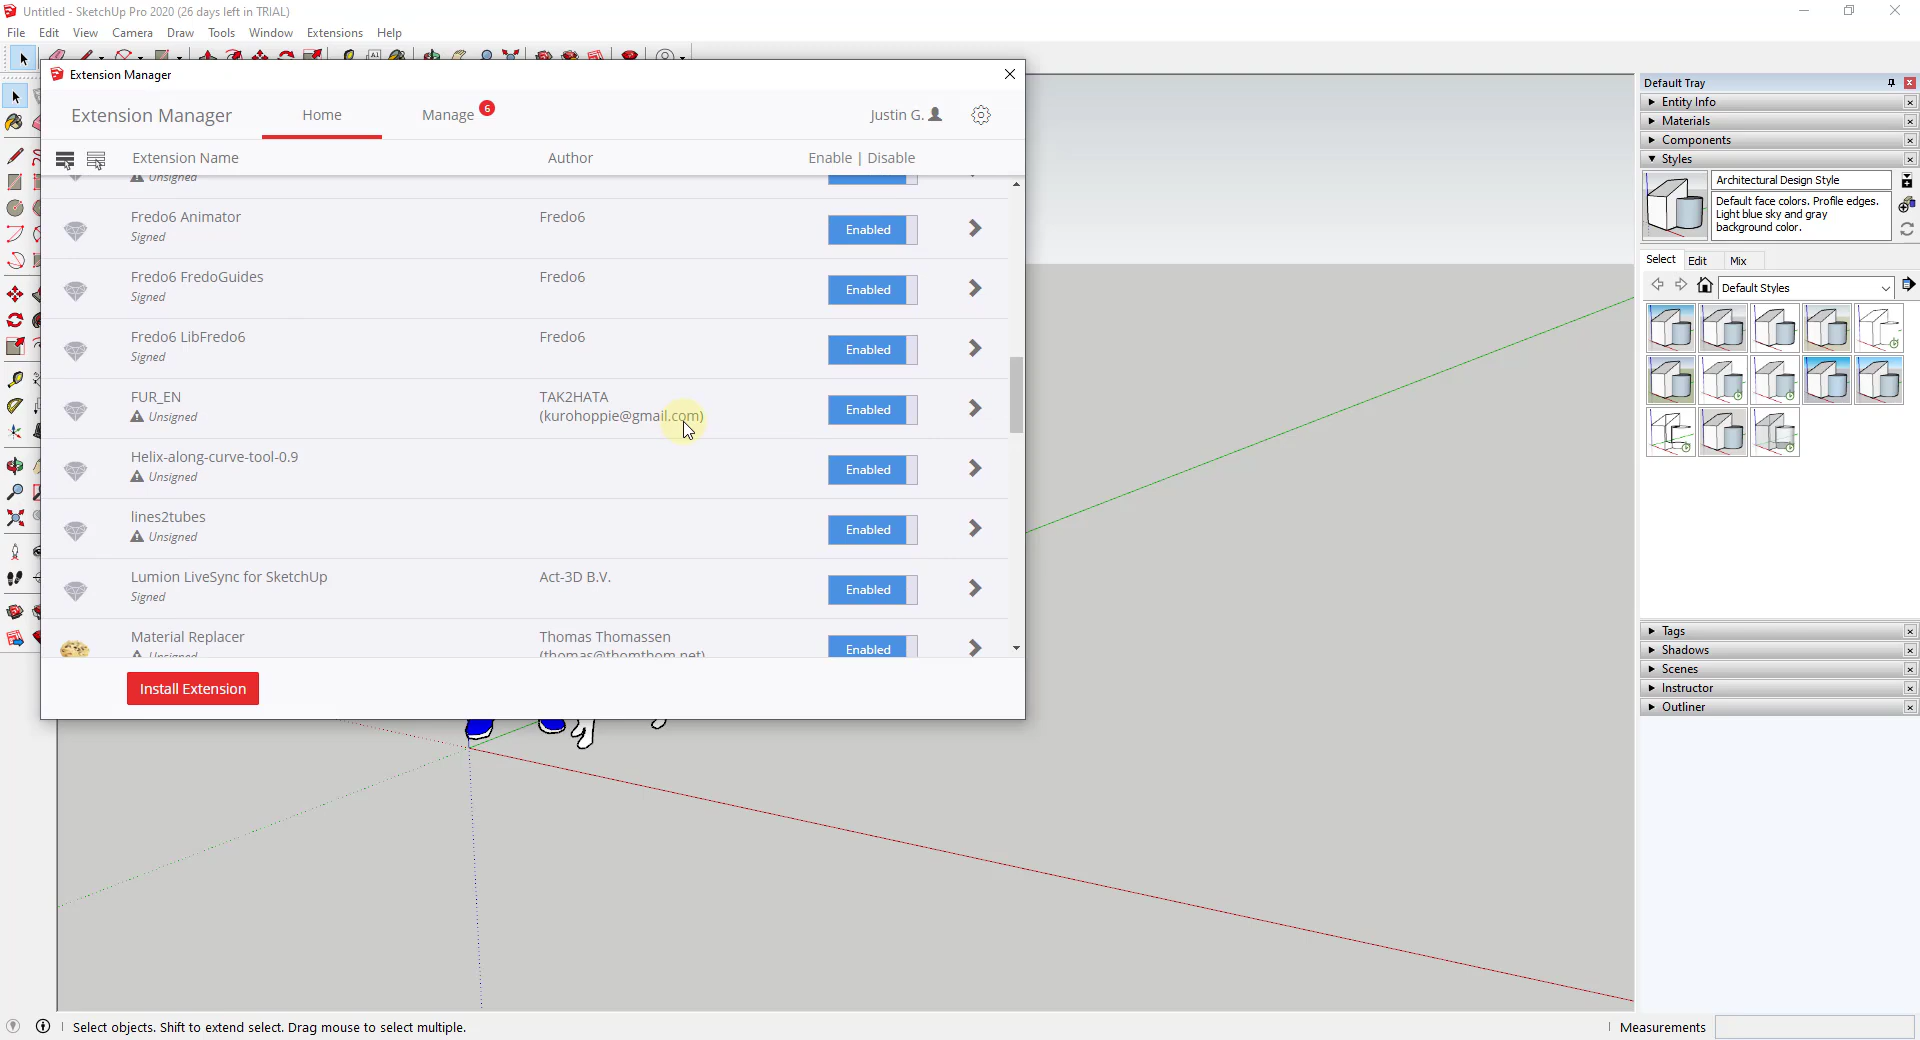 Untitled - SketchUp Pro 2020 (26 days left in TRIAL)
File Edit View Camera Draw Tools Window Extensions Help
Extension Manager
Extension Manager Home Manage 6 Justin G.
Extension Name Author Enable | Disable
Unsigned
Fredo6 Animator Fredo6
Signed Enabled
Fredo6 FredoGuides Fredo6
Signed Enabled
Fredo6 LibFredo6 Fredo6
Signed Enabled
FUR_EN TAK2HATA
Unsigned (kurohoppie@gmail.com) Enabled
Helix-along-curve-tool-0.9
Unsigned Enabled
lines2tubes
Unsigned Enabled
Lumion LiveSync for SketchUp Act-3D B.V.
Signed Enabled
Material Replacer Thomas Thomassen
Unsigned (thomas@thomthom.net) Enabled
Install Extension
Default Tray
Entity Info
Materials
Components
Styles
Architectural Design Style
Default face colors. Profile edges.
Light blue sky and gray
background color.
Select Edit Mix
Default Styles
Tags
Shadows
Scenes
Instructor
Outliner
Select objects. Shift to extend select. Drag mouse to select multiple. Measurements